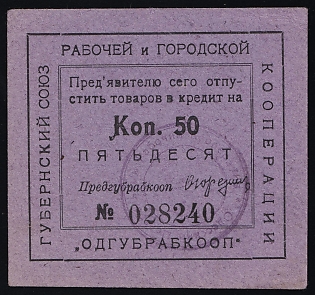 ГУБЕРНСКИЙ СОЮЗ
РАБОЧЕЙ и ГОРОДСКОЙ
КООПЕРАЦИИ
Пред'явителю сего отпу-
стить товаров в кредит на
Коп. 50
ПЯТЬДЕСЯТ
Предгубрабкооп
№ 028240
„ОДГУБРАБКООП"